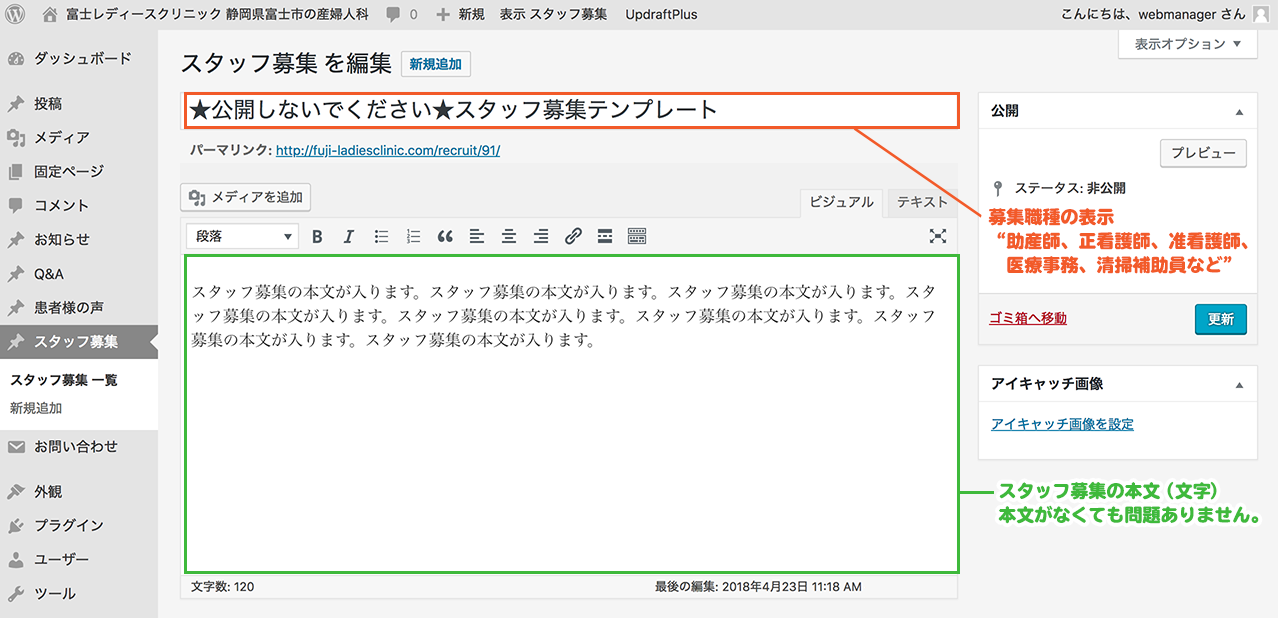 富士レディースクリニック 静岡県富士市の産婦人科 0 新規 表示 スタッフ募集 UpdraftPlus こんにちは、webmanager さん
表示オプション ▼
ダッシュボード
投稿
メディア
固定ページ
コメント
お知らせ
Q&A
患者様の声
スタッフ募集
スタッフ募集 一覧
新規追加
お問い合わせ
外観
プラグイン
ユーザー
ツール
スタッフ募集 を編集 新規追加
★公開しないでください★スタッフ募集テンプレート
パーマリンク: http://fuji-ladiesclinic.com/recruit/91/
メディアを追加
ビジュアル テキスト
段落 ▼ B I
スタッフ募集の本文が入ります。スタッフ募集の本文が入ります。スタッフ募集の本文が入ります。スタ
ッフ募集の本文が入ります。スタッフ募集の本文が入ります。スタッフ募集の本文が入ります。スタッフ
募集の本文が入ります。スタッフ募集の本文が入ります。
文字数: 120 最後の編集: 2018年4月23日 11:18 AM
公開 ▲
プレビュー
ステータス: 非公開
募集職種の表示
“助産師、正看護師、准看護師、
医療事務、清掃補助員など”
ゴミ箱へ移動 更新
アイキャッチ画像 ▲
アイキャッチ画像を設定
スタッフ募集の本文（文字）
本文がなくても問題ありません。